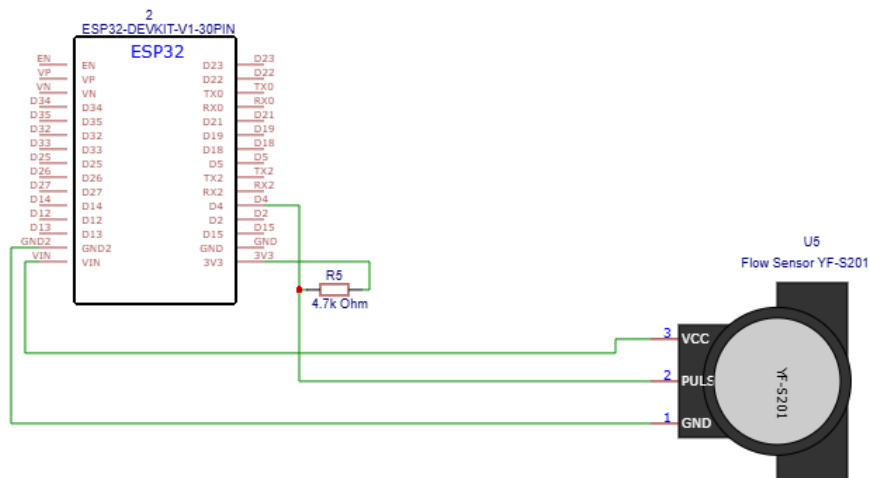 2
ESP32-DEVKIT-V1-30PIN
ESP32
EN EN D23 D23
VP VP D22 D22
VN VN TX0 TX0
D34 D34 RX0 RX0
D35 D35 D21 D21
D32 D32 D19 D19
D33 D33 D18 D18
D25 D25 D5 D5
D26 D26 TX2 TX2
D27 D27 RX2 RX2
D14 D14 D4 D4
D12 D12 D2 D2
D13 D13 D15 D15
GND2 GND2 GND GND
VIN VIN 3V3 3V3
R5
4.7k Ohm
U5
Flow Sensor YF-S201
3 VCC
2 PULS
1 GND
YF-S201